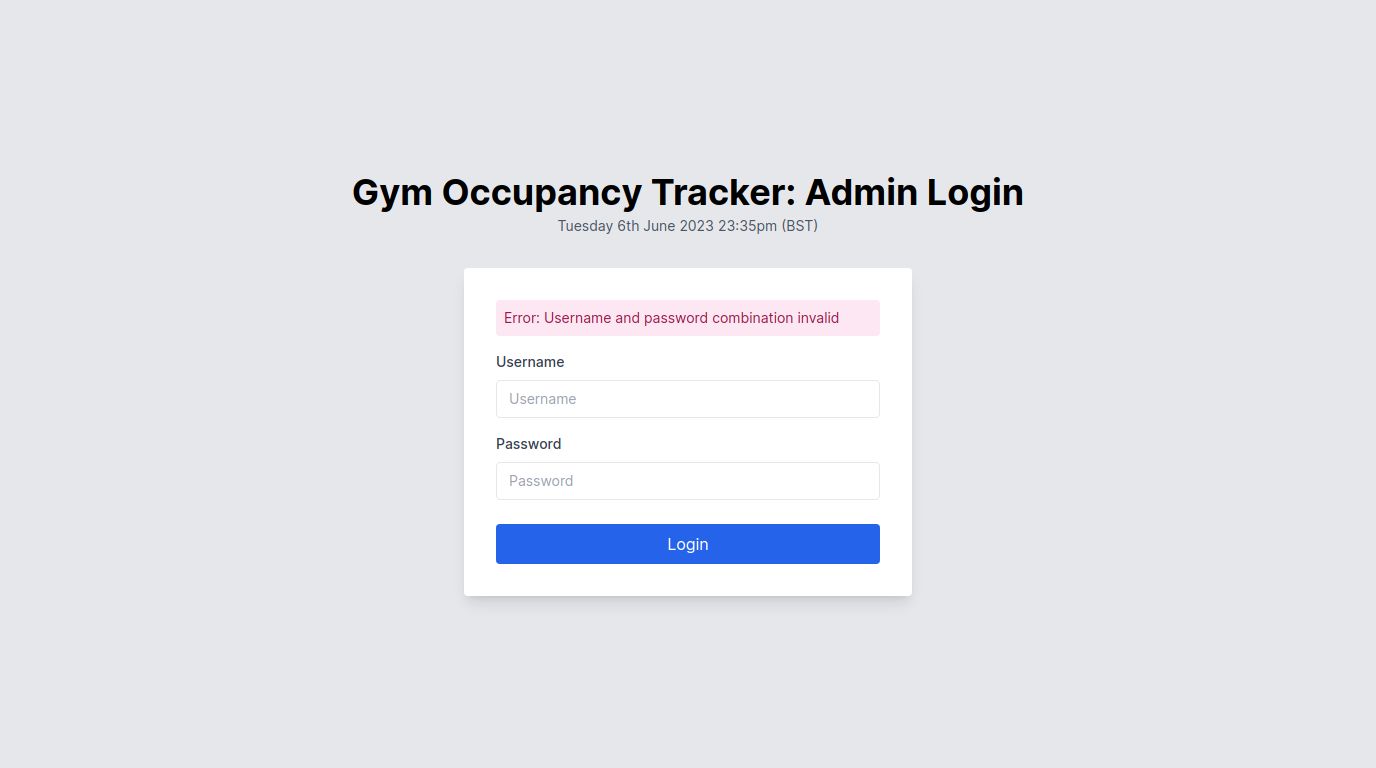 Gym Occupancy Tracker: Admin Login
Tuesday 6th June 2023 23:35pm (BST)
Error: Username and password combination invalid
Username
Username
Password
Password
Login